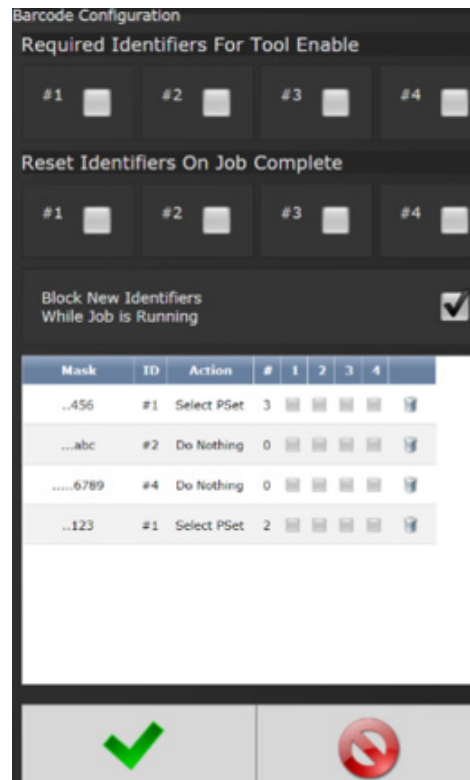 Barcode Configuration
Required Identifiers For Tool Enable
#1 #2 #3 #4
Reset Identifiers On Job Complete
#1 #2 #3 #4
Block New Identifiers
While Job is Running
Mask ID Action # 1 2 3 4
..456 #1 Select PSet 3
...abc #2 Do Nothing 0
.....6789 #4 Do Nothing 0
..123 #1 Select PSet 2